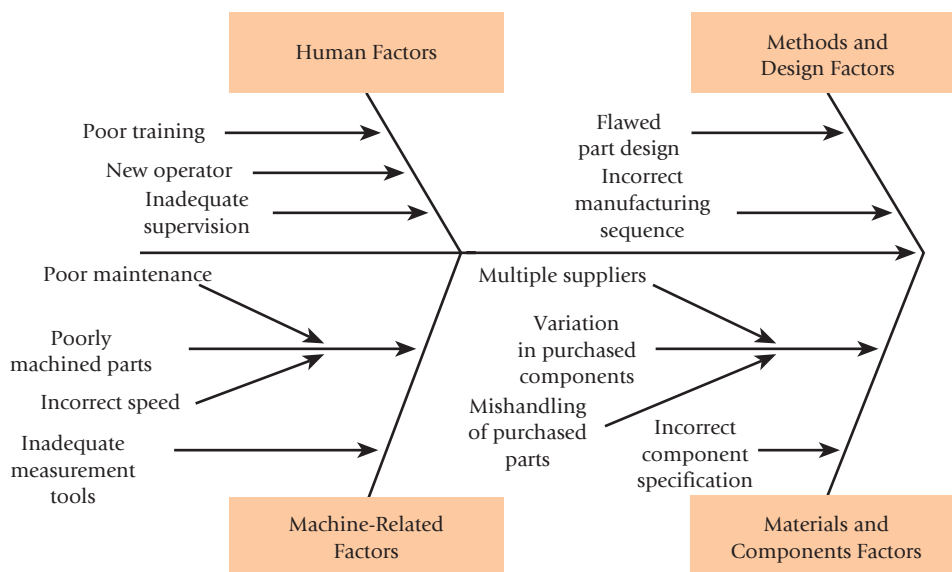 Human Factors
Methods and
Design Factors
Poor training
New operator
Inadequate
supervision
Flawed
part design
Incorrect
manufacturing
sequence
Poor maintenance
Poorly
machined parts
Incorrect speed
Inadequate
measurement
tools
Multiple suppliers
Variation
in purchased
components
Mishandling
of purchased
parts
Incorrect
component
specification
Machine-Related
Factors
Materials and
Components Factors